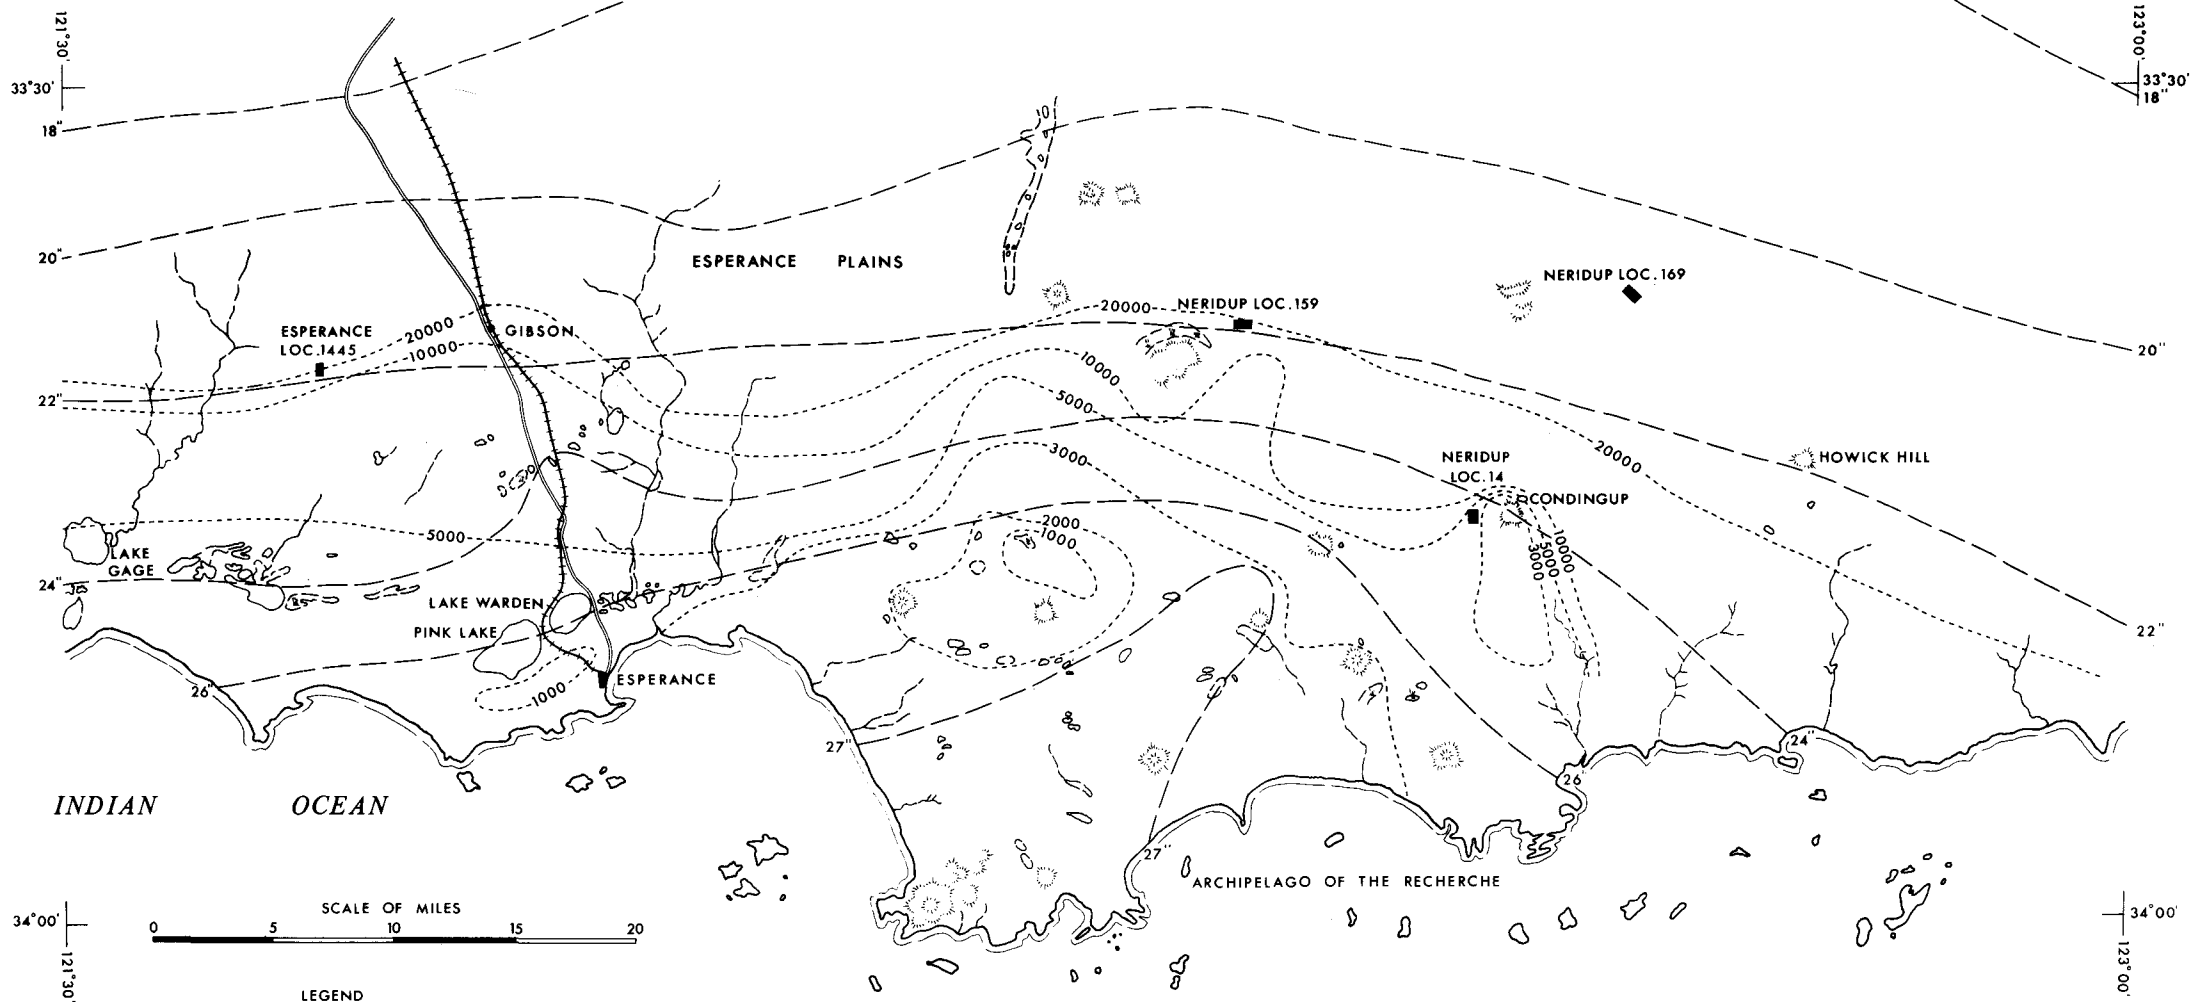 121°30'
123°00'
33°30'
33°30'
18"
18"
20"
ESPERANCE PLAINS
NERIDUP LOC.169
20000
NERIDUP LOC.159
ESPERANCE
LOC.1445
20000
10000
GIBSON
20"
10000
22"
5000
3000
20000
NERIDUP
LOC.14
HOWICK HILL
CONDINGUP
5000
2000
1000
10000
5000
3000
LAKE
GAGE
24"
LAKE WARDEN
PINK LAKE
22"
26"
1000
ESPERANCE
27"
24"
26"
INDIAN OCEAN
27"
ARCHIPELAGO OF THE RECHERCHE
SCALE OF MILES
0 5 10 15 20
34°00'
34°00'
121°30'
123°00'
LEGEND